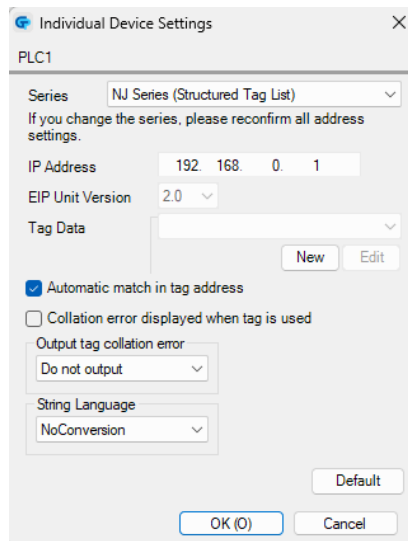 Individual Device Settings
PLC1
Series NJ Series (Structured Tag List)
If you change the series, please reconfirm all address
settings.
IP Address 192. 168. 0. 1
EIP Unit Version 2.0
Tag Data
New Edit
Automatic match in tag address
Collation error displayed when tag is used
Output tag collation error
Do not output
String Language
NoConversion
Default
OK (O) Cancel